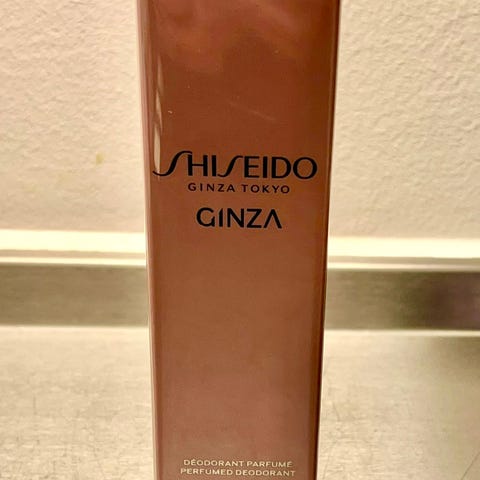 SHISEIDO
GINZA TOKYO
GINZA
DÉODORANT PARFUMÉ
PERFUMED DEODORANT